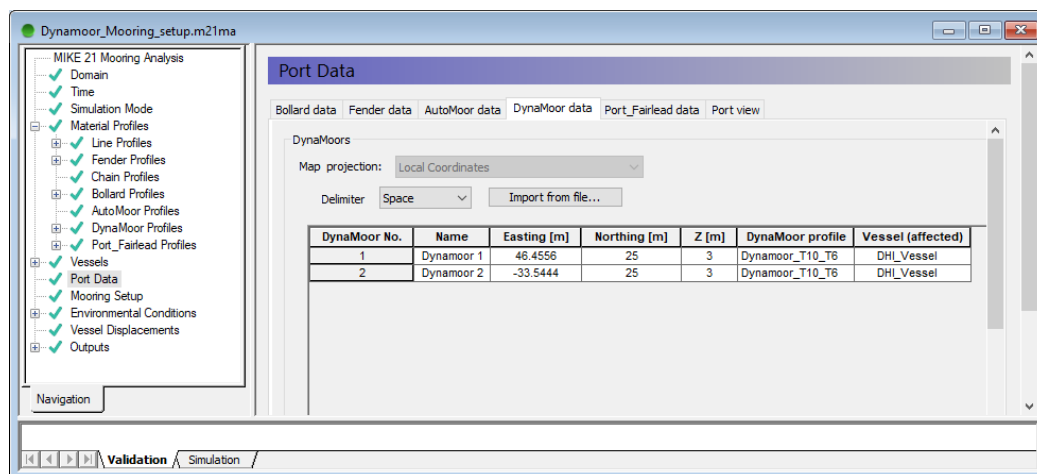 Dynamoor_Mooring_setup.m21ma
MIKE 21 Mooring Analysis
Domain
Time
Simulation Mode
Material Profiles
Line Profiles
Fender Profiles
Chain Profiles
Bollard Profiles
AutoMoor Profiles
DynaMoor Profiles
Port_Fairlead Profiles
Vessels
Port Data
Mooring Setup
Environmental Conditions
Vessel Displacements
Outputs
Navigation
Port Data
Bollard data Fender data AutoMoor data DynaMoor data Port_Fairlead data Port view
DynaMoors
Map projection: Local Coordinates
Delimiter Space Import from file...
DynaMoor No. Name Easting [m] Northing [m] Z [m] DynaMoor profile Vessel (affected)
1 Dynamoor 1 46.4556 25 3 Dynamoor_T10_T6 DHI_Vessel
2 Dynamoor 2 -33.5444 25 3 Dynamoor_T10_T6 DHI_Vessel
Validation Simulation